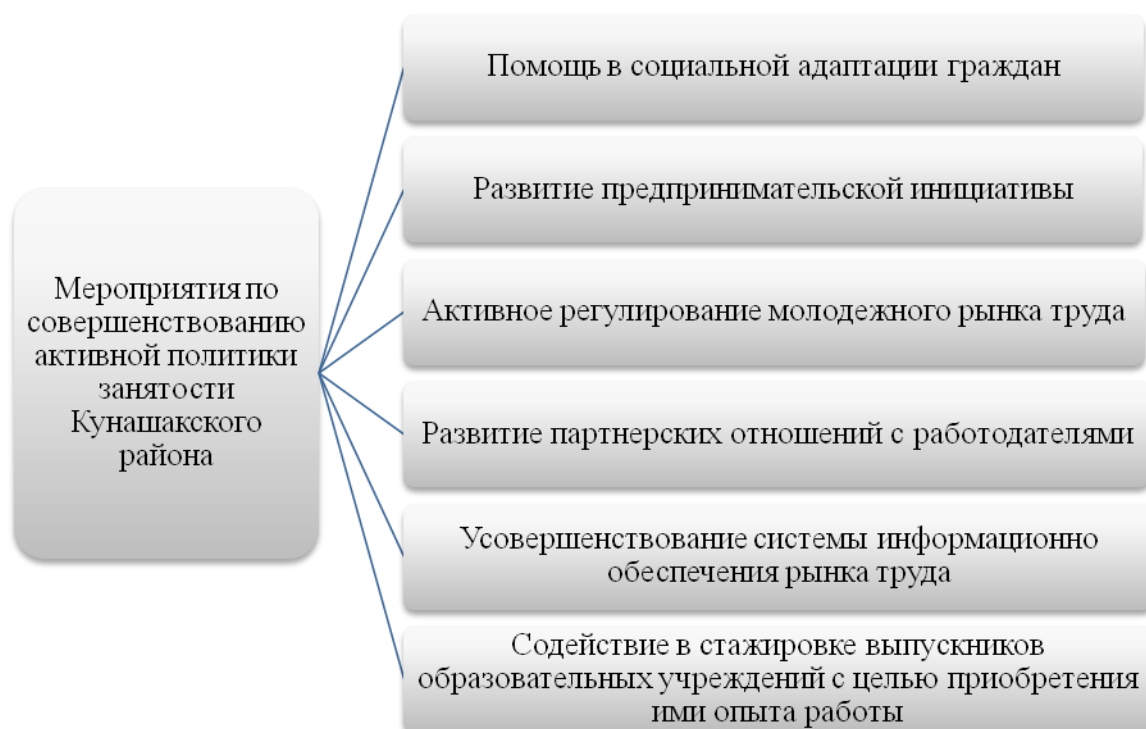 Помощь в социальной адаптации граждан
Развитие предпринимательской инициативы
Мероприятия по
совершенствованию
активной политики
занятости
Кунашакского
района
Активное регулирование молодежного рынка труда
Развитие партнерских отношений с работодателями
Усовершенствование системы информационно
обеспечения рынка труда
Содействие в стажировке выпускников
образовательных учреждений с целью приобретения
ими опыта работы